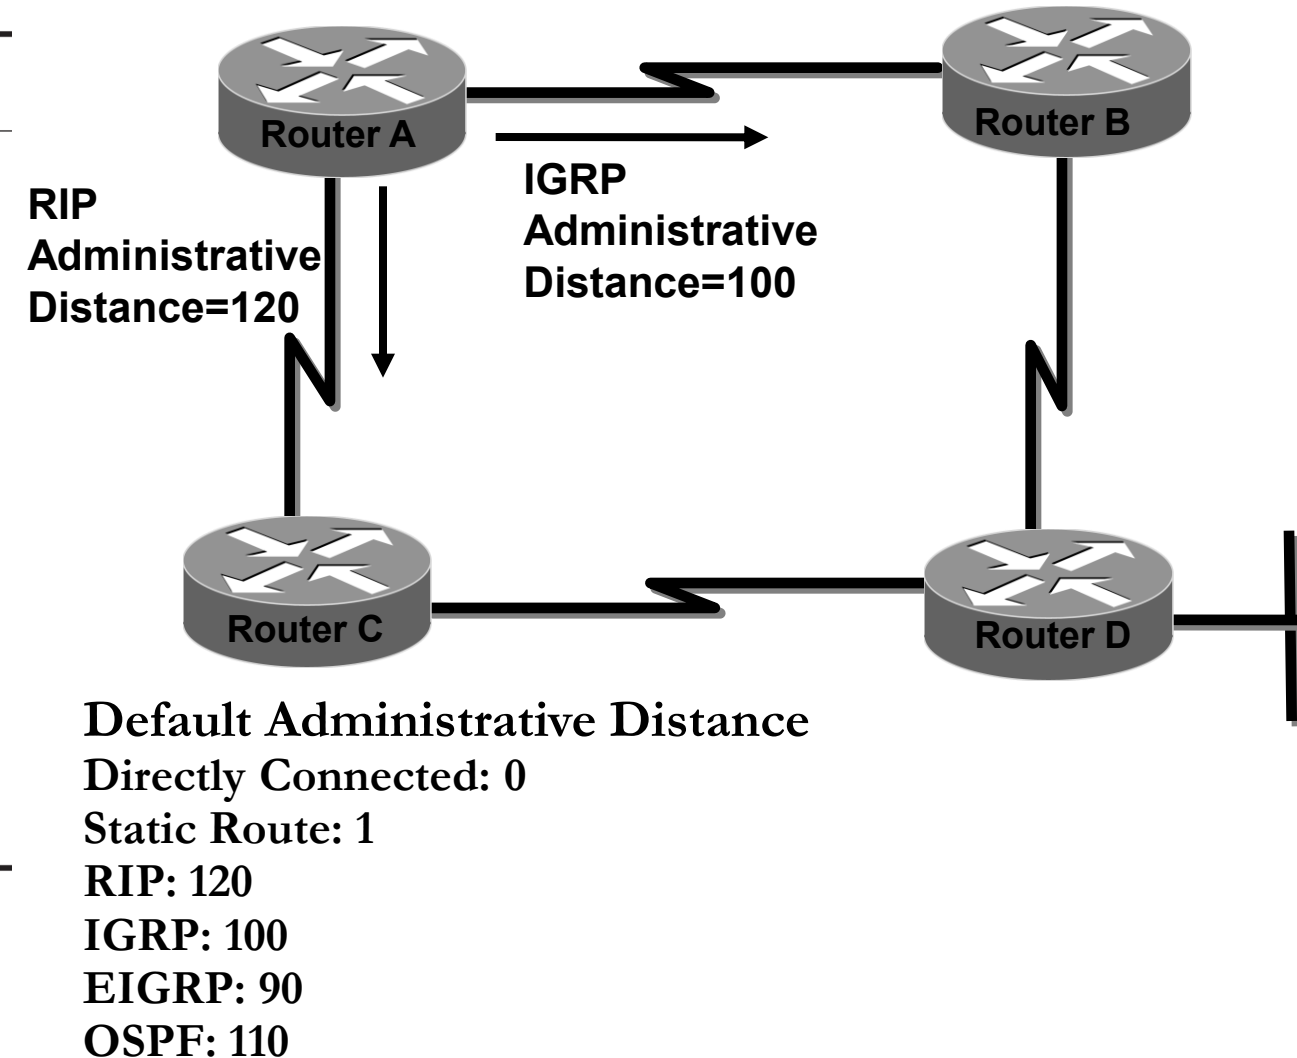 Router A
Router B
IGRP
Administrative
Distance=100
RIP
Administrative
Distance=120
Router C
Router D
Default Administrative Distance
Directly Connected: 0
Static Route: 1
RIP: 120
IGRP: 100
EIGRP: 90
OSPF: 110